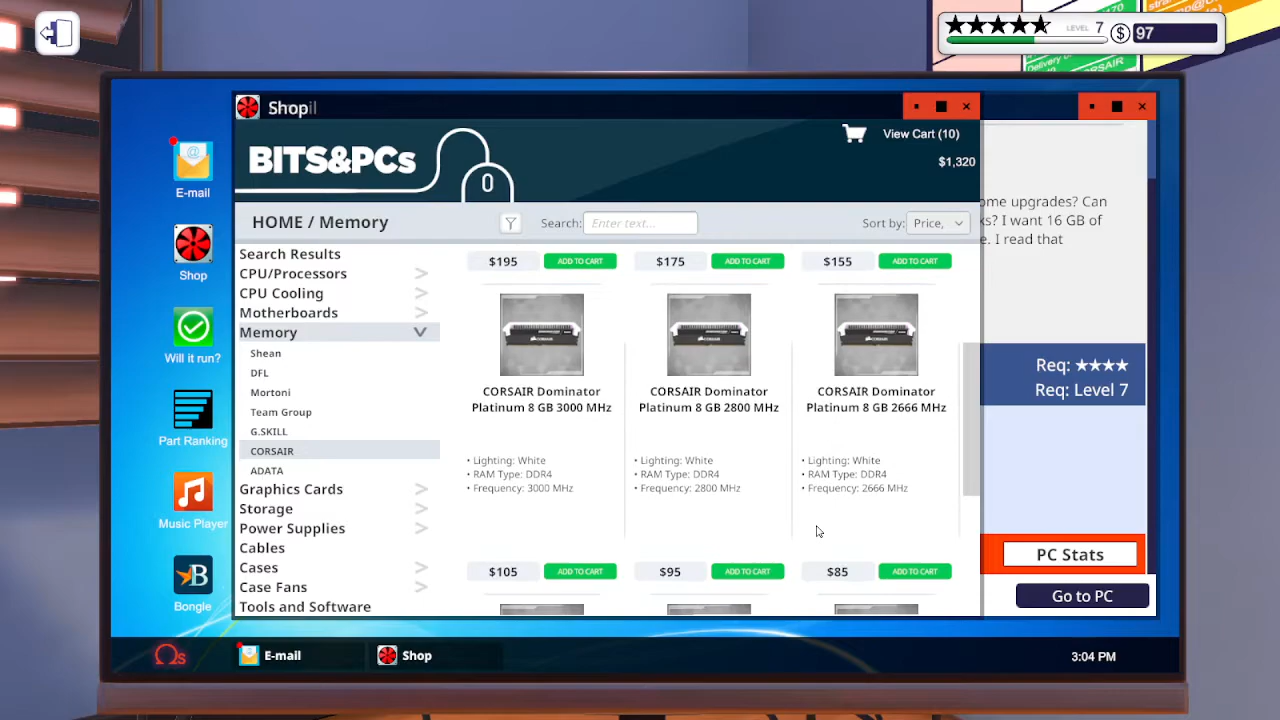 LEVEL 7
$ 97
Delivery
CORSAIR
Shop
BITS&PCs
0
View Cart (10)
$1,320
HOME / Memory
Search:
Enter text...
Sort by:
Price,
Search Results
CPU/Processors
CPU Cooling
Motherboards
Memory
Shean
DFL
Mortoni
Team Group
G.SKILL
CORSAIR
ADATA
Graphics Cards
Storage
Power Supplies
Cables
Cases
Case Fans
Tools and Software
$195
ADD TO CART
$175
ADD TO CART
$155
ADD TO CART
CORSAIR Dominator
Platinum 8 GB 3000 MHz
• Lighting: White
• RAM Type: DDR4
• Frequency: 3000 MHz
$105
ADD TO CART
CORSAIR Dominator
Platinum 8 GB 2800 MHz
• Lighting: White
• RAM Type: DDR4
• Frequency: 2800 MHz
$95
ADD TO CART
CORSAIR Dominator
Platinum 8 GB 2666 MHz
• Lighting: White
• RAM Type: DDR4
• Frequency: 2666 MHz
$85
ADD TO CART
ome upgrades? Can
ks? I want 16 GB of
e. I read that
Req: ★★★★
Req: Level 7
PC Stats
Go to PC
E-mail
Shop
Will it run?
Part Ranking
Music Player
Bongle
Ωs
E-mail
Shop
3:04 PM